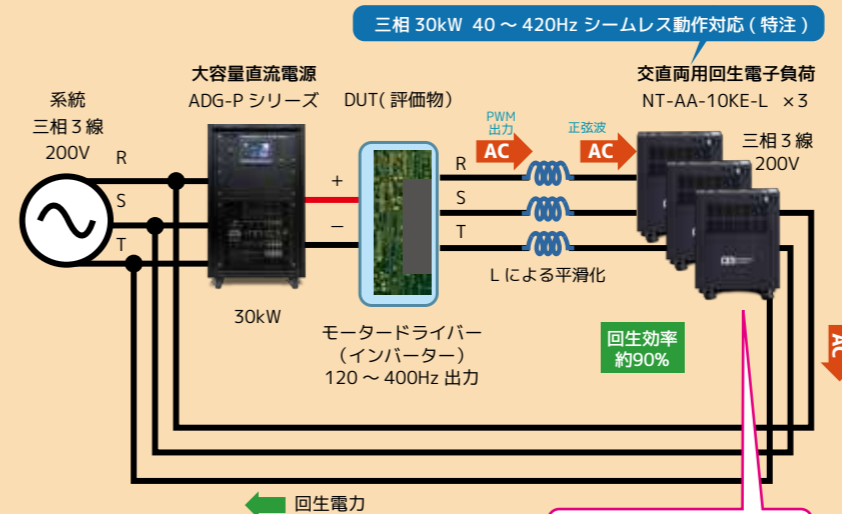 三相 30kW 40 ～ 420Hz シームレス動作対応 ( 特注 )
大容量直流電源
ADG-P シリーズ
DUT( 評価物）
交直両用回生電子負荷
NT-AA-10KE-L ×3
系統
三相３線
200V
R
S
T
＋
－
30kW
モータードライバー
（インバーター）
120 ～ 400Hz 出力
R
S
T
PWM
出力
AC
正弦波
AC
L による平滑化
三相３線
200V
回生効率
約90%
AC
回生電力